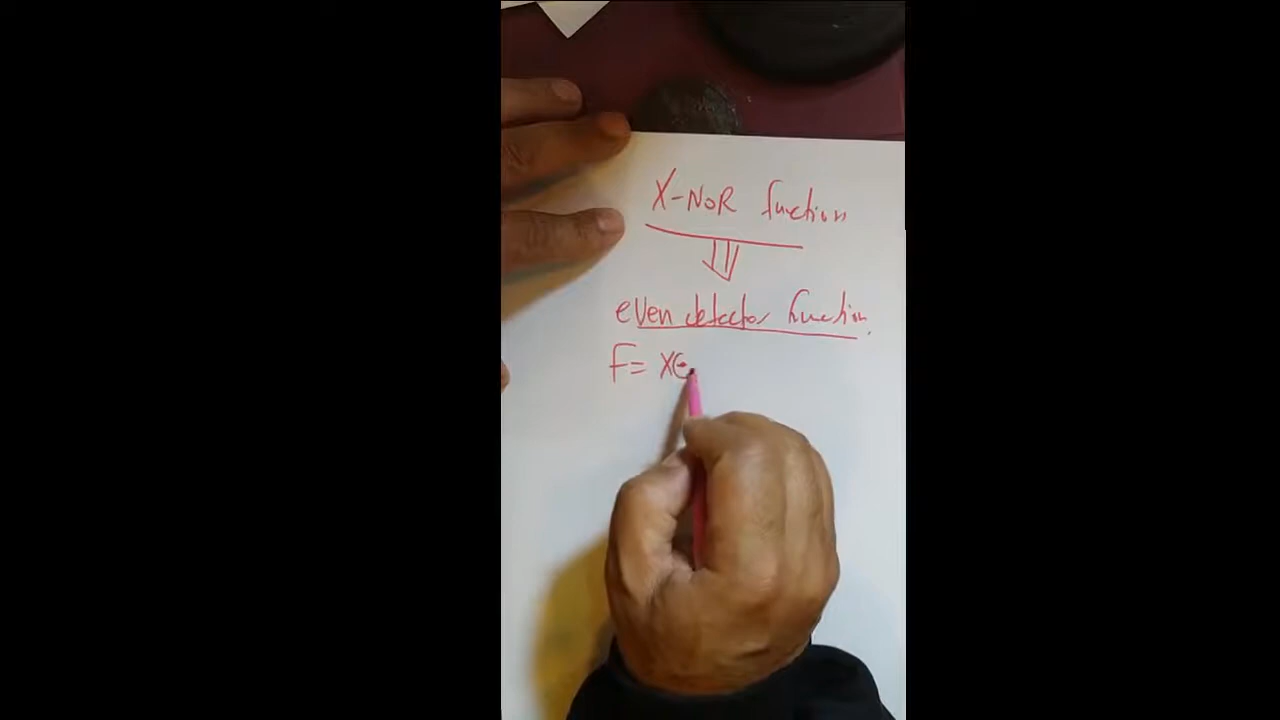 X-NOR function
even detector function.
F= X⊙